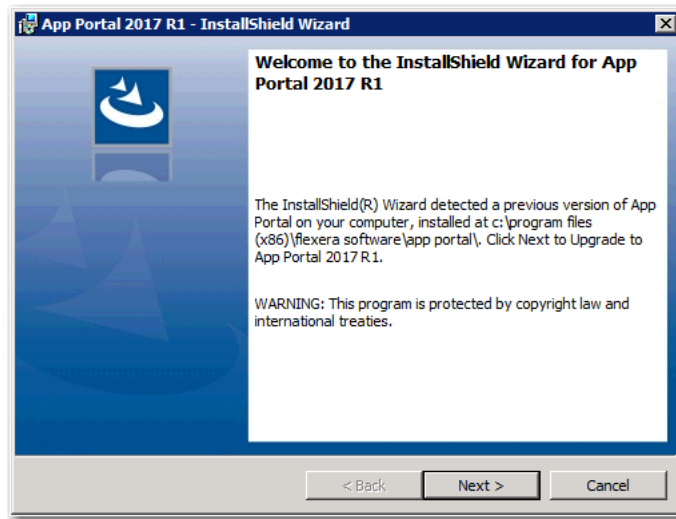 App Portal 2017 R1 - InstallShield Wizard
Welcome to the InstallShield Wizard for App
Portal 2017 R1
The InstallShield(R) Wizard detected a previous version of App
Portal on your computer, installed at c:\program files
(x86)\flexera software\app portal\. Click Next to Upgrade to
App Portal 2017 R1.
WARNING: This program is protected by copyright law and
international treaties.
< Back
Next >
Cancel